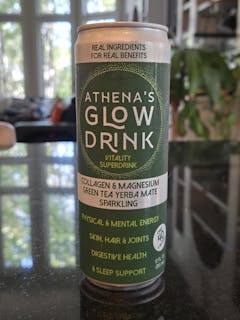 REAL INGREDIENTS
FOR REAL BENEFITS
ATHENA'S
GLOW
DRINK
VITALITY
SUPERDRINK
COLLAGEN & MAGNESIUM
GREEN TEA YERBA MATE
SPARKLING
PHYSICAL & MENTAL ENERGY
SKIN, HAIR & JOINTS
DIGESTIVE HEALTH
& SLEEP SUPPORT